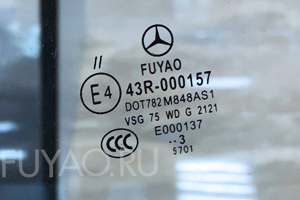 II
FUYAO
E4 43R-000157
DOT782 M848AS1
VSG 75 WD G 2121
E000137
CCC
··3
5701
FUYAO.RU